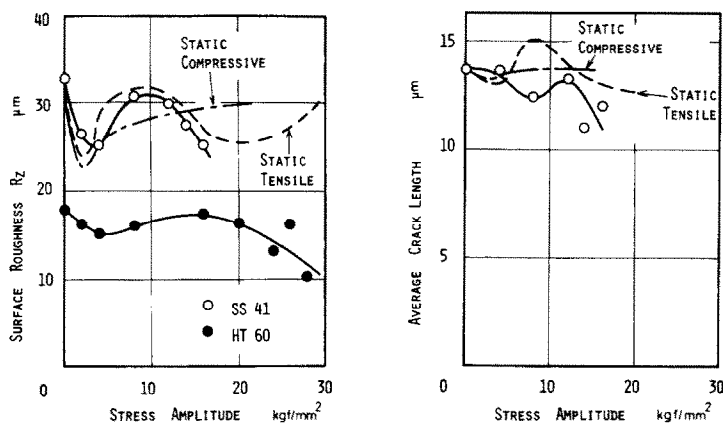 40
30
20
10
0
μm
SURFACE ROUGHNESS Rz
STATIC
COMPRESSIVE
STATIC
TENSILE
SS 41
HT 60
0
10
20
30
STRESS AMPLITUDE kgf/mm²
15
10
5
0
μm
AVERAGE CRACK LENGTH
STATIC
COMPRESSIVE
STATIC
TENSILE
0
10
20
30
STRESS AMPLITUDE kgf/mm²